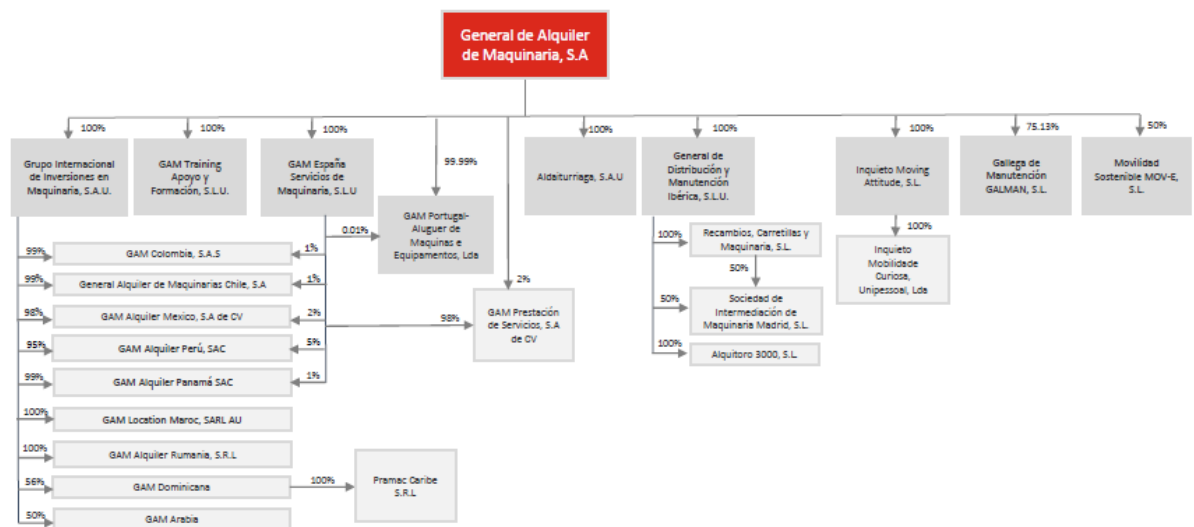 General de Alquiler
de Maquinaria, S.A
100%
100%
100%
99.99%
100%
100%
100%
75.13%
50%
Grupo Internacional
de Inversiones en
Maquinaria, S.A.U.
GAM Training
Apoyo y
Formación, S.L.U.
GAM España
Servicios de
Maquinaria, S.L.U
GAM Portugal-
Aluguer de
Maquinas e
Equipamentos, Lda
Aldaiturriaga, S.A.U
General de
Distribución y
Manutención
Ibérica, S.L.U.
Inquieto Moving
Attitude, S.L.
Gallega de
Manutención
GALMAN, S.L.
Movilidad
Sostenible MOV-E,
S.L.
0.01%
99%
GAM Colombia, S.A.S
1%
99%
General Alquiler de Maquinarias Chile, S.A
1%
98%
GAM Alquiler Mexico, S.A de CV
2%
95%
GAM Alquiler Perú, SAC
5%
99%
GAM Alquiler Panamá SAC
1%
100%
GAM Location Maroc, SARL AU
100%
GAM Alquiler Rumania, S.R.L
56%
GAM Dominicana
100%
Pramac Caribe
S.R.L
50%
GAM Arabia
2%
98%
GAM Prestación
de Servicios, S.A
de CV
100%
Recambios, Carretillas y
Maquinaria, S.L.
50%
50%
Sociedad de
Intermediación de
Maquinaria Madrid, S.L.
100%
Alquitoro 3000, S.L.
100%
Inquieto
Mobilidade
Curiosa,
Unipessoal, Lda